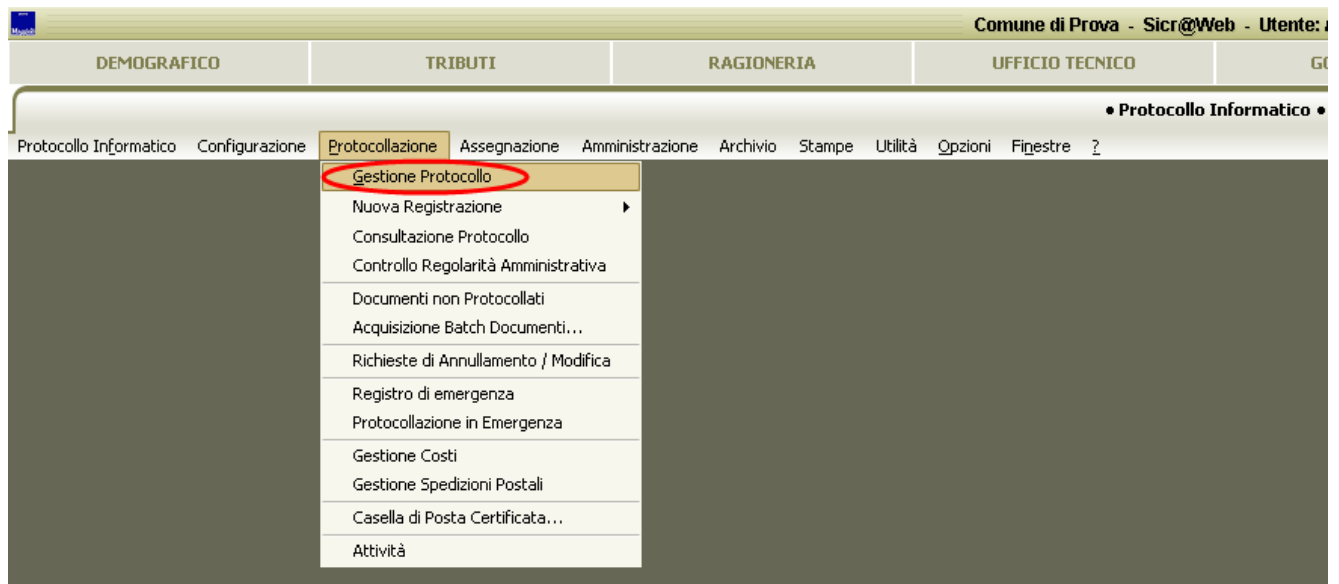 Maggioli
Comune di Prova - Sicr@Web - Utente:
DEMOGRAFICO TRIBUTI RAGIONERIA UFFICIO TECNICO GO
• Protocollo Informatico •
Protocollo Informatico Configurazione Protocollazione Assegnazione Amministrazione Archivio Stampe Utilità Opzioni Finestre ?
Gestione Protocollo
Nuova Registrazione
Consultazione Protocollo
Controllo Regolarità Amministrativa
Documenti non Protocollati
Acquisizione Batch Documenti...
Richieste di Annullamento / Modifica
Registro di emergenza
Protocollazione in Emergenza
Gestione Costi
Gestione Spedizioni Postali
Casella di Posta Certificata...
Attività